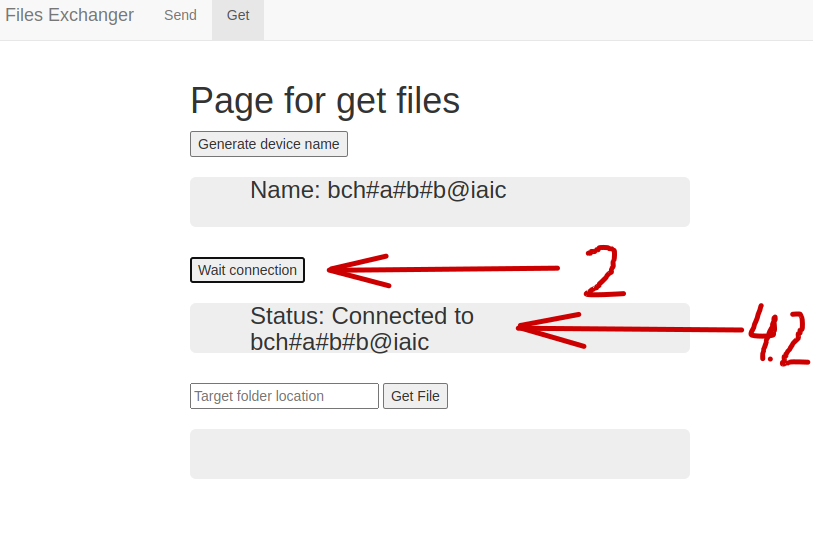 Files Exchanger Send Get
Page for get files
Generate device name
Name: bch#a#b#b@iaic
Wait connection
2
Status: Connected to
bch#a#b#b@iaic
4.2
Target folder location Get File